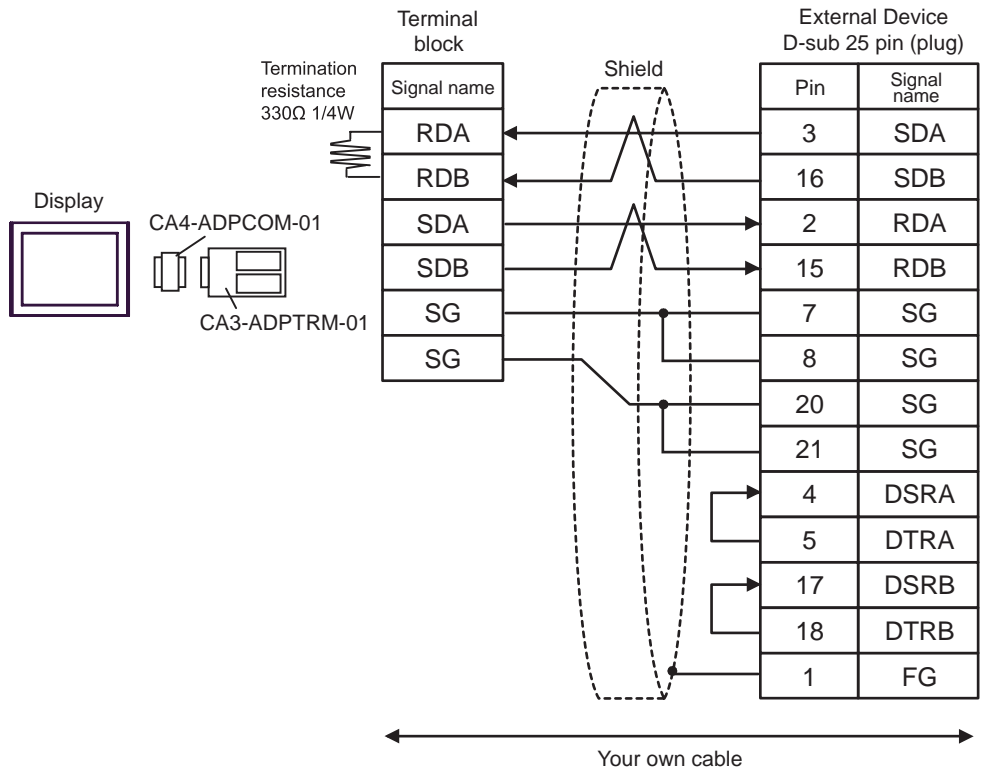 Terminal
block
External Device
D-sub 25 pin (plug)
Termination
resistance
330Ω 1/4W
Shield
Signal name
Pin
Signal
name
RDA
3
SDA
RDB
16
SDB
Display
CA4-ADPCOM-01
CA3-ADPTRM-01
SDA
2
RDA
SDB
15
RDB
SG
7
SG
SG
8
SG
20
SG
21
SG
4
DSRA
5
DTRA
17
DSRB
18
DTRB
1
FG
Your own cable